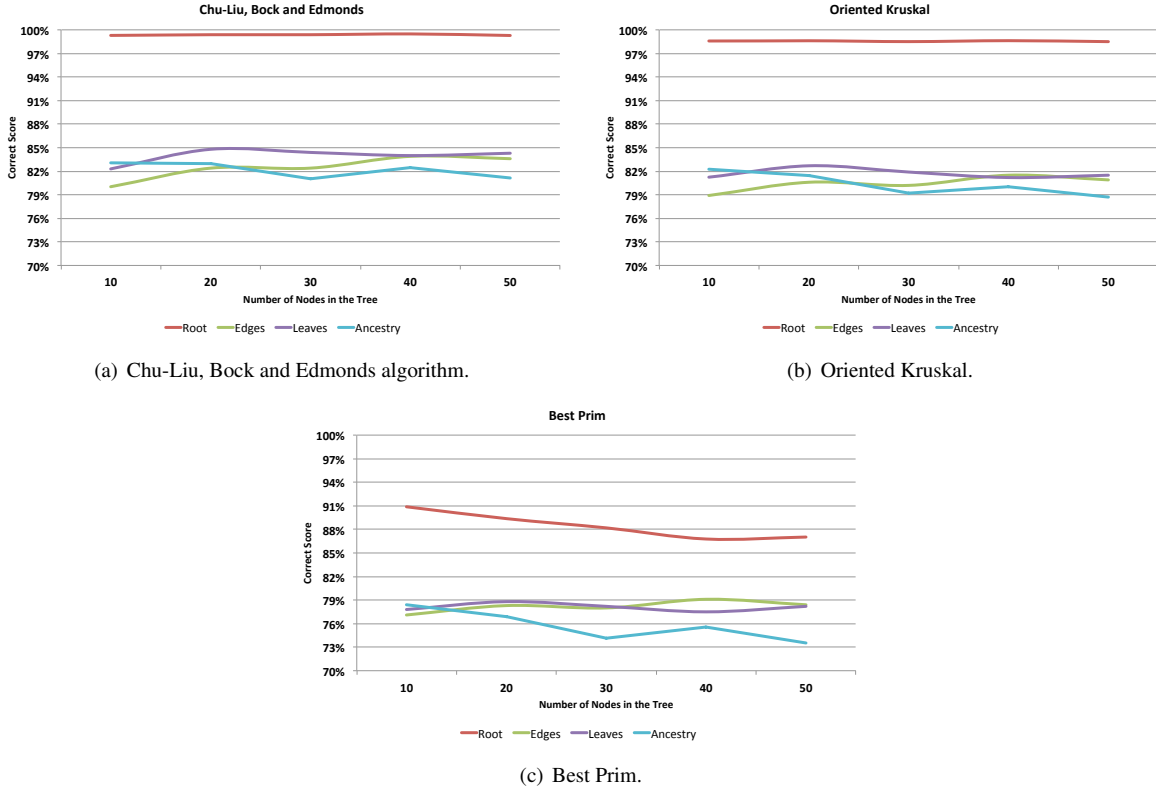 Chu-Liu, Bock and Edmonds
100%
97%
94%
91%
88%
85%
82%
79%
76%
73%
70%
Correct Score
10 20 30 40 50
Number of Nodes in the Tree
Root Edges Leaves Ancestry
(a) Chu-Liu, Bock and Edmonds algorithm.
Oriented Kruskal
100%
97%
94%
91%
88%
85%
82%
79%
76%
73%
70%
Correct Score
10 20 30 40 50
Number of Nodes in the Tree
Root Edges Leaves Ancestry
(b) Oriented Kruskal.
Best Prim
100%
97%
94%
91%
88%
85%
82%
79%
76%
73%
70%
Correct Score
10 20 30 40 50
Number of Nodes in the Tree
Root Edges Leaves Ancestry
(c) Best Prim.